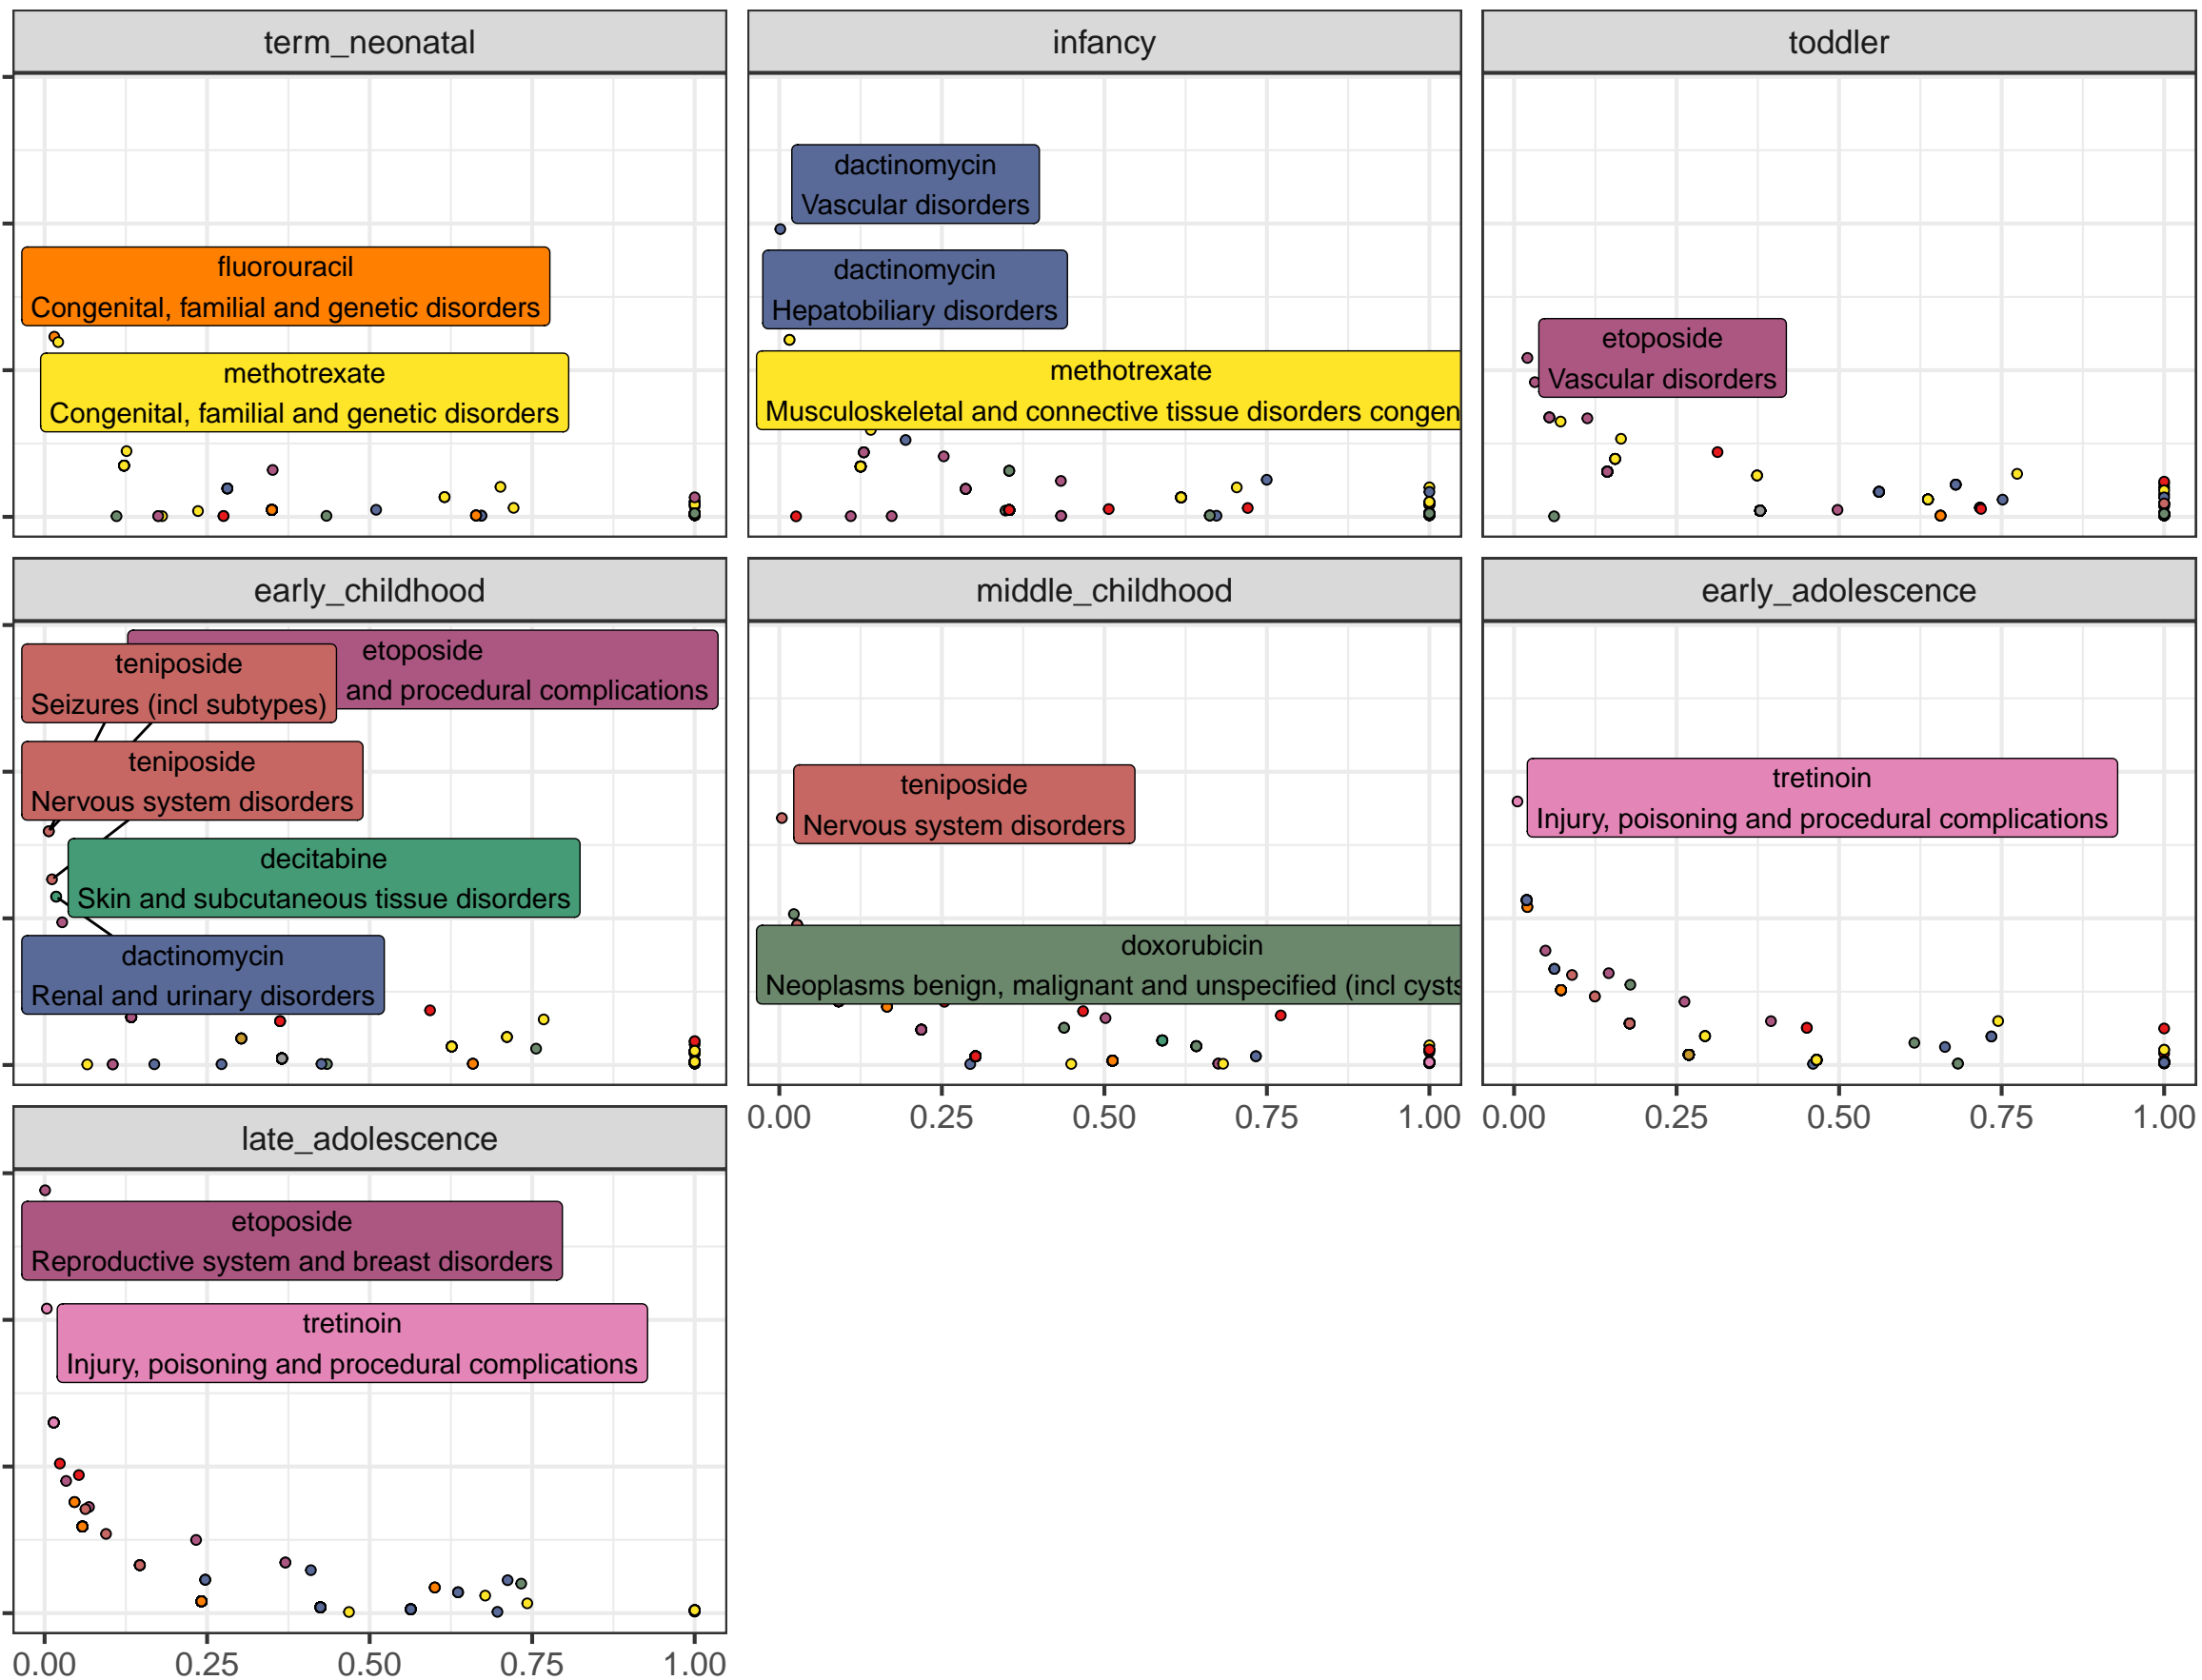 term_neonatal
infancy
toddler
fluorouracil
Congenital, familial and genetic disorders
methotrexate
Congenital, familial and genetic disorders
dactinomycin
Vascular disorders
dactinomycin
Hepatobiliary disorders
methotrexate
Musculoskeletal and connective tissue disorders congen
etoposide
Vascular disorders
early_childhood
middle_childhood
early_adolescence
etoposide
and procedural complications
teniposide
Seizures (incl subtypes)
teniposide
Nervous system disorders
decitabine
Skin and subcutaneous tissue disorders
dactinomycin
Renal and urinary disorders
teniposide
Nervous system disorders
doxorubicin
Neoplasms benign, malignant and unspecified (incl cysts
tretinoin
Injury, poisoning and procedural complications
0.00 0.25 0.50 0.75 1.00
0.00 0.25 0.50 0.75 1.00
late_adolescence
etoposide
Reproductive system and breast disorders
tretinoin
Injury, poisoning and procedural complications
0.00 0.25 0.50 0.75 1.00